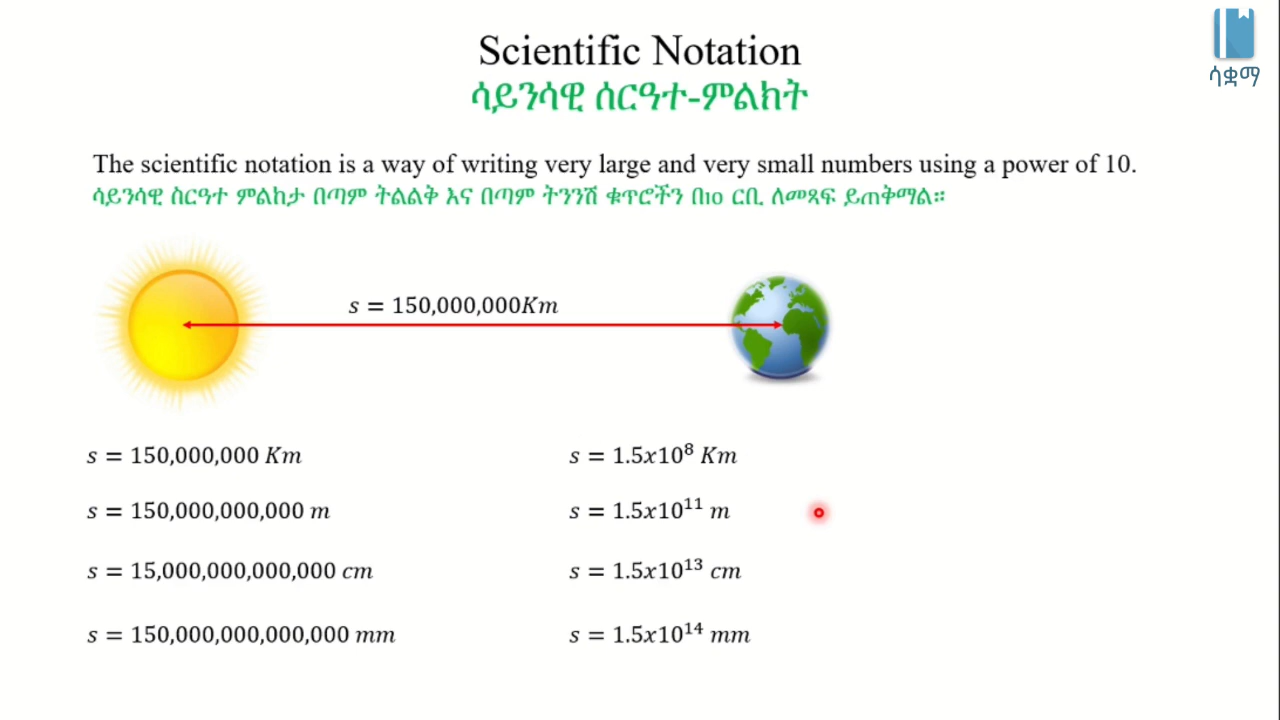 Scientific Notation
ሳይንሳዊ ሰርዓተ-ምልክት
ሳቋማ
The scientific notation is a way of writing very large and very small numbers using a power of 10.
ሳይንሳዊ ስርዓተ ምልከታ በጣም ትልልቅ እና በጣም ትንንሽ ቁጥሮችን በ10 ርቢ ለመጻፍ ይጠቅማል።
s = 150,000,000Km
s = 150,000,000 Km
s = 1.5x10⁸ Km
s = 150,000,000,000 m
s = 1.5x10¹¹ m
s = 15,000,000,000,000 cm
s = 1.5x10¹³ cm
s = 150,000,000,000,000 mm
s = 1.5x10¹⁴ mm